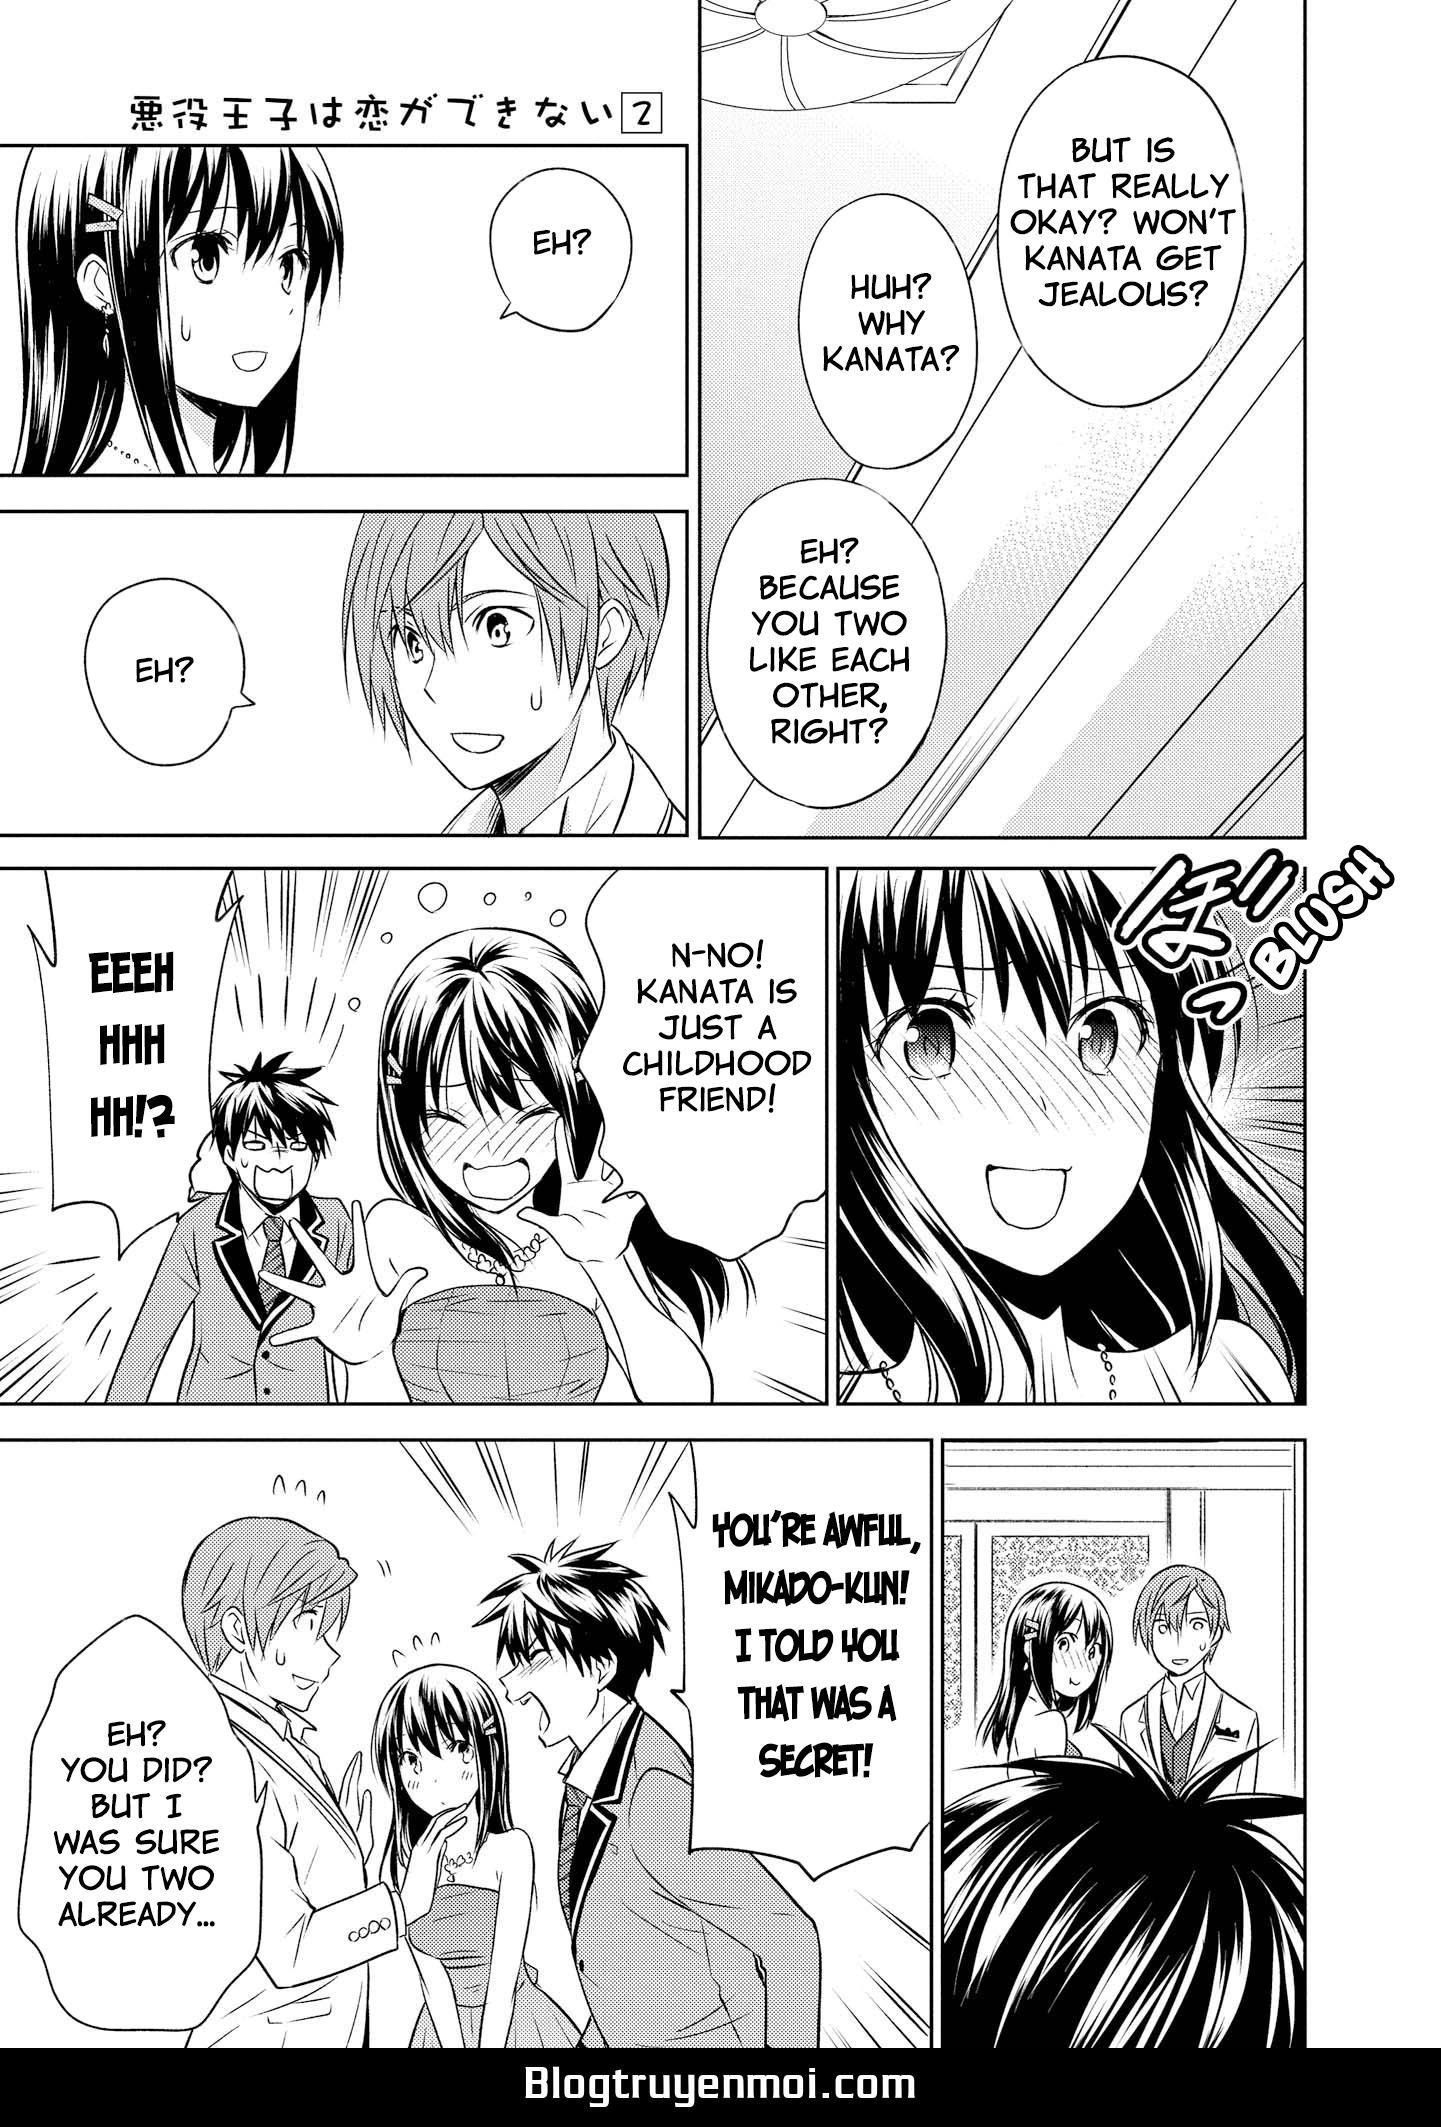 悪役王子は恋ができない 2
BUT IS
THAT REALLY
OKAY? WON'T
KANATA GET
JEALOUS?
HUH?
WHY
KANATA?
EH?
BECAUSE
YOU TWO
LIKE EACH
OTHER,
RIGHT?
EH?
EH?
ぼっ
BLUSH
N-NO!
KANATA IS
JUST A
CHILDHOOD
FRIEND!
EEEH
HHH
HH!?
YOU'RE AWFUL,
MIKADO-KUN!
I TOLD YOU
THAT WAS A
SECRET!
EH?
YOU DID?
BUT I
WAS SURE
YOU TWO
ALREADY...
Blogtruyenmoi.com